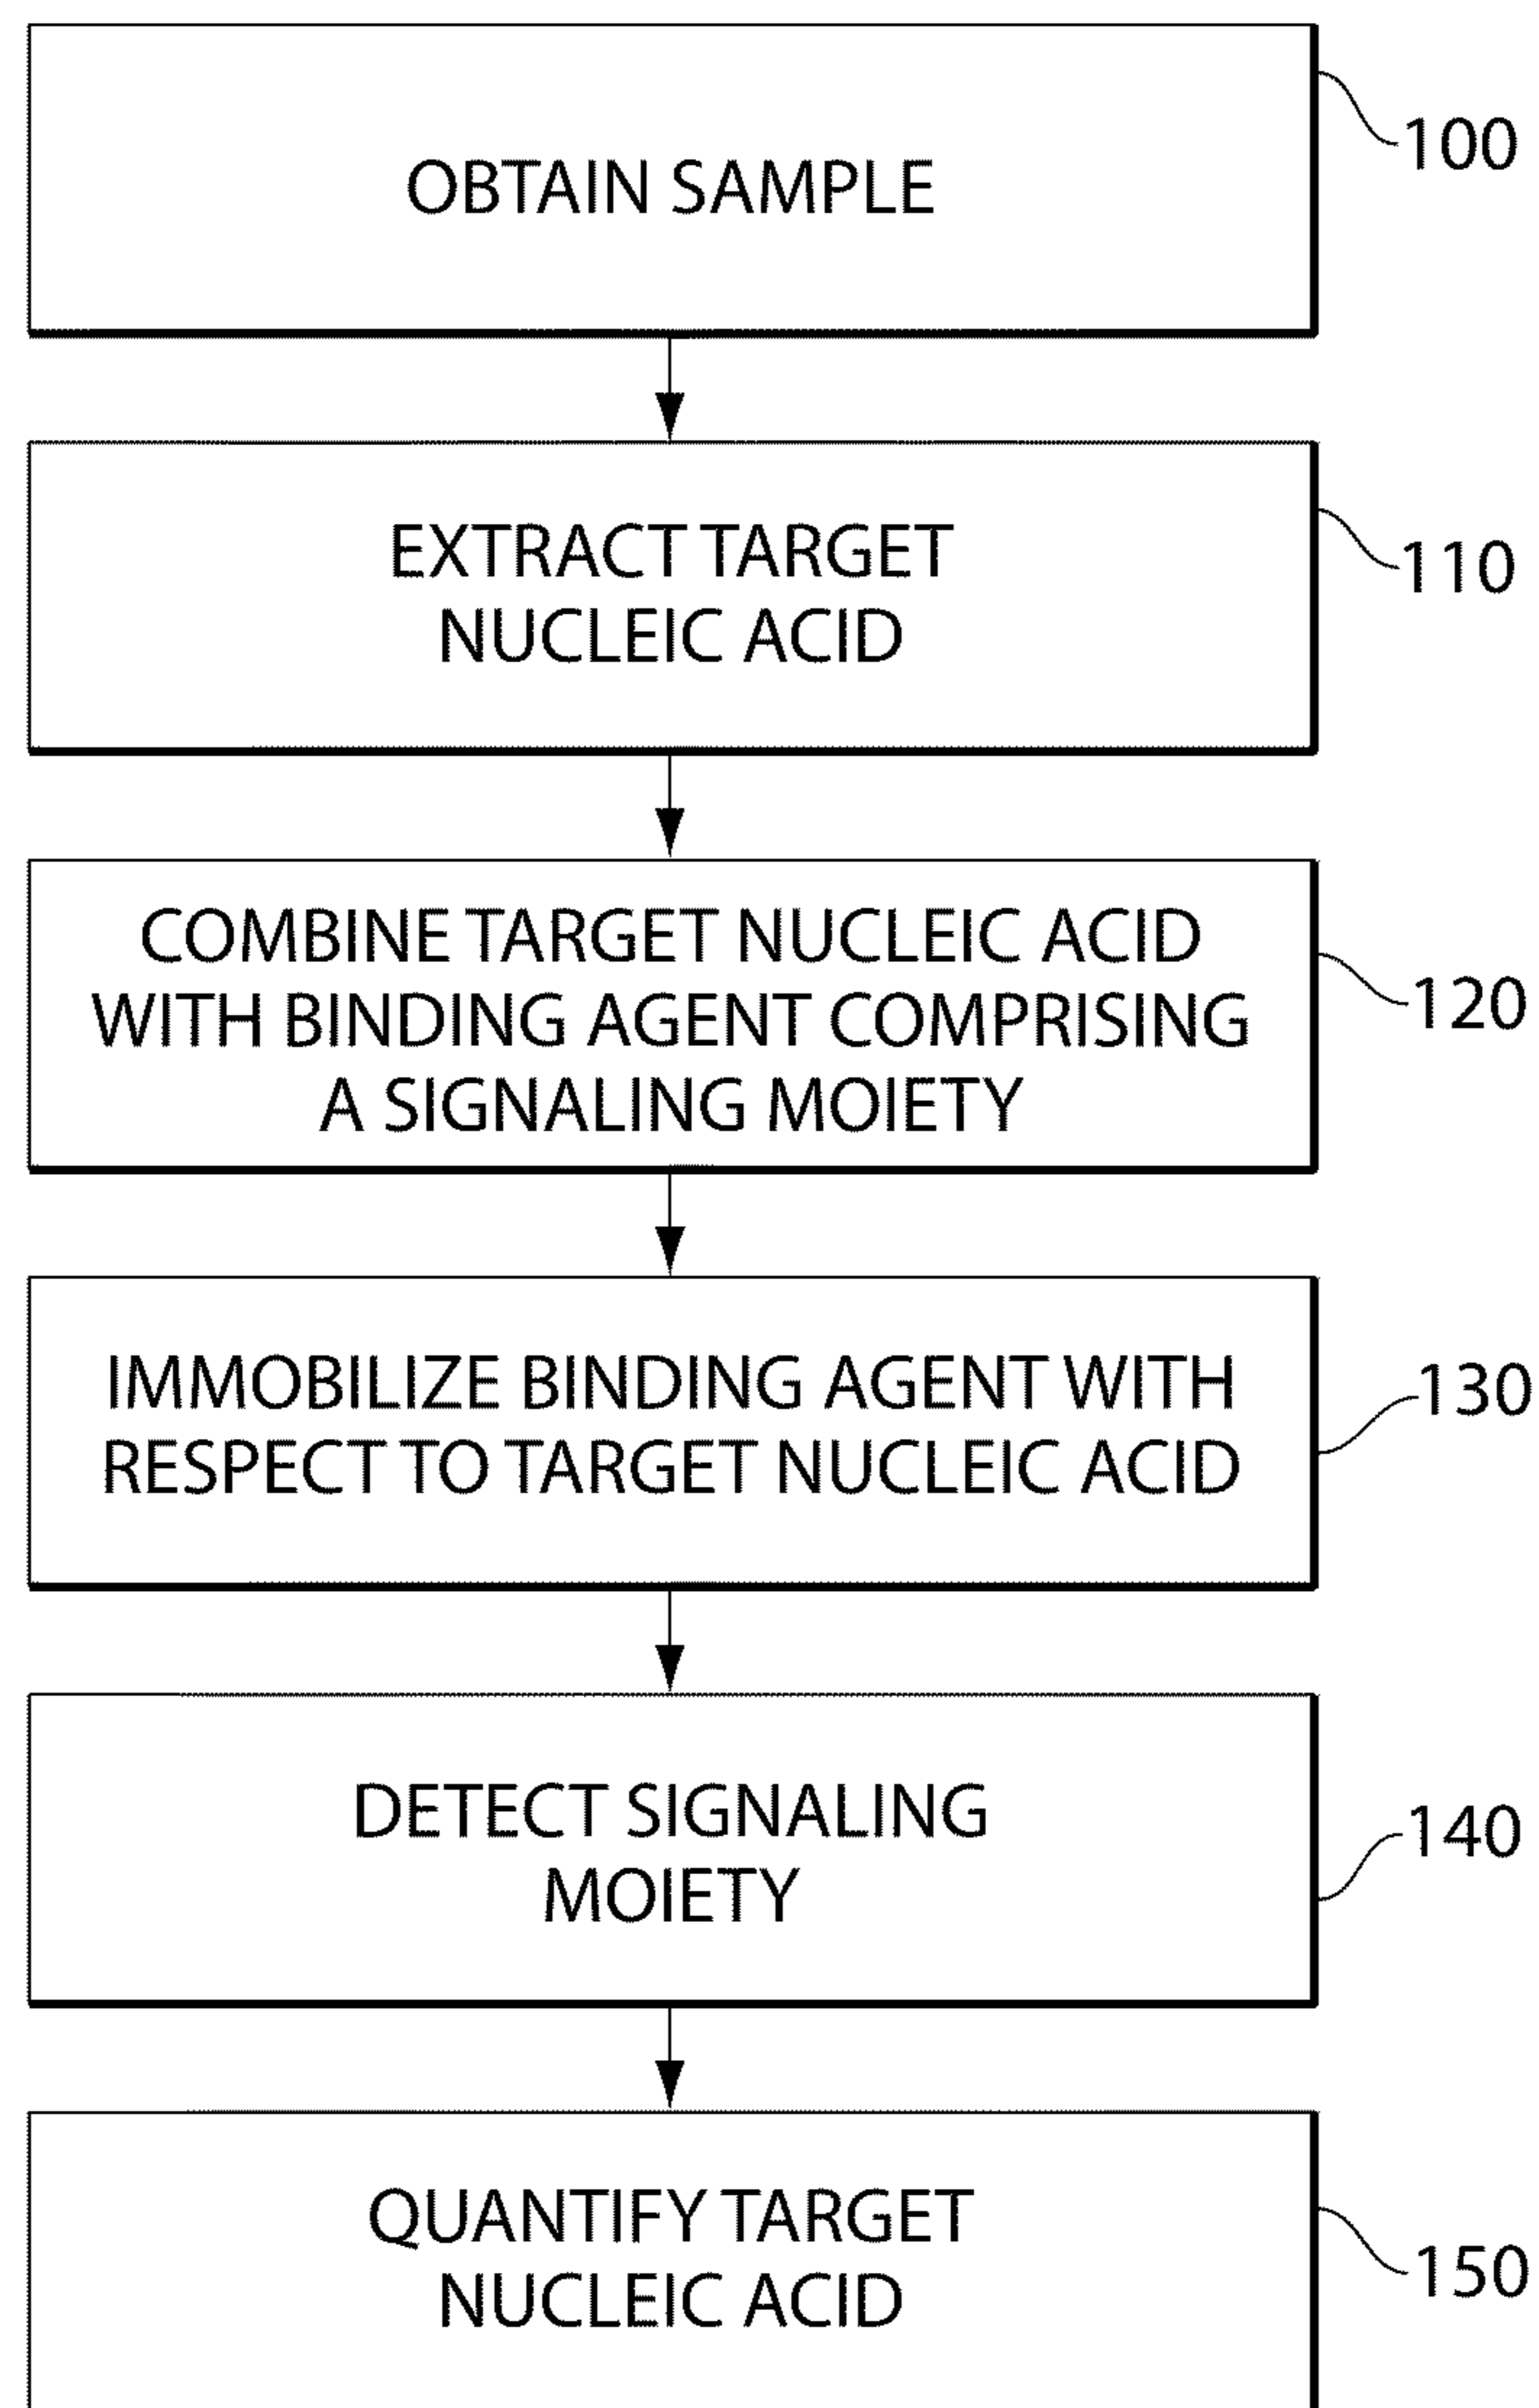 OBTAIN SAMPLE
100
EXTRACT TARGET
NUCLEIC ACID
110
COMBINE TARGET NUCLEIC ACID
WITH BINDING AGENT COMPRISING
A SIGNALING MOIETY
120
IMMOBILIZE BINDING AGENT WITH
RESPECT TO TARGET NUCLEIC ACID
130
DETECT SIGNALING
MOIETY
140
QUANTIFY TARGET
NUCLEIC ACID
150